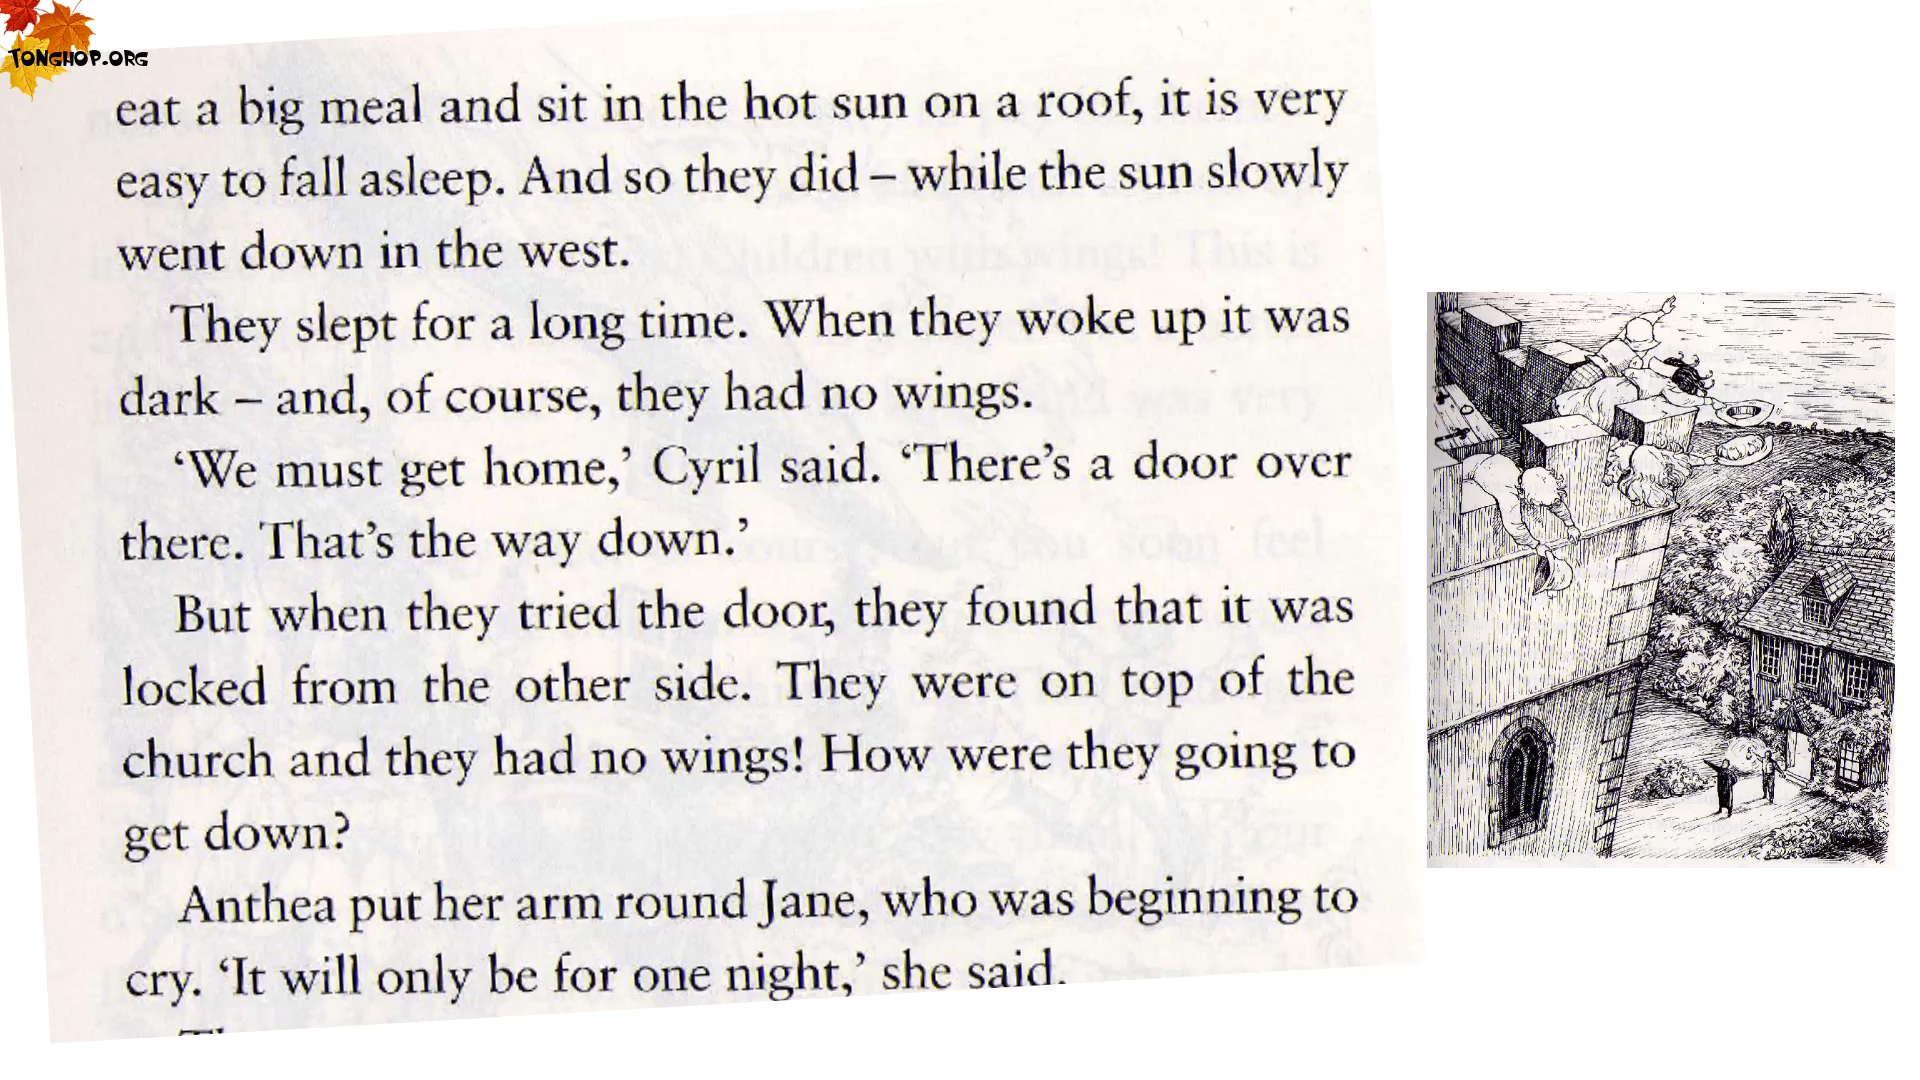 TONGHOP.ORG
eat a big meal and sit in the hot sun on a roof, it is very
easy to fall asleep. And so they did – while the sun slowly
went down in the west.
They slept for a long time. When they woke up it was
dark – and, of course, they had no wings.
‘We must get home,’ Cyril said. ‘There’s a door over
there. That’s the way down.’
But when they tried the door, they found that it was
locked from the other side. They were on top of the
church and they had no wings! How were they going to
get down?
Anthea put her arm round Jane, who was beginning to
cry. ‘It will only be for one night,’ she said.